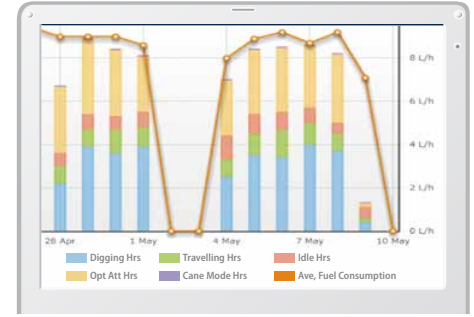 8 L/h
6 L/h
4 L/h
2 L/h
0 L/h
26 Apr 1 May 4 May 7 May 10 May
Digging Hrs Travelling Hrs Idle Hrs
Opt Att Hrs Cane Mode Hrs Ave, Fuel Consumption